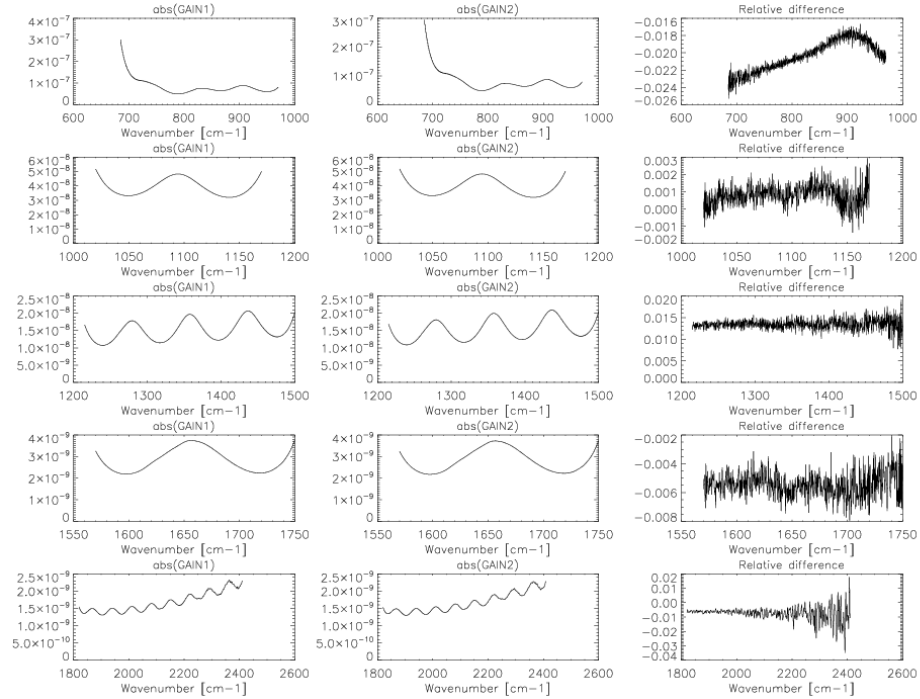 abs(GAIN1) abs(GAIN2) Relative difference
4×10⁻⁷ 3×10⁻⁷ -0.016
3×10⁻⁷ 2×10⁻⁷ -0.018
2×10⁻⁷ 1×10⁻⁷ -0.020
1×10⁻⁷ 0 -0.022
0 -0.024
-0.026
600 700 800 900 1000 600 700 800 900 1000 600 700 800 900 1000
Wavenumber [cm-1] Wavenumber [cm-1] Wavenumber [cm-1]
abs(GAIN1) abs(GAIN2) Relative difference
6×10⁻⁸ 6×10⁻⁸ 0.003
5×10⁻⁸ 5×10⁻⁸ 0.002
4×10⁻⁸ 4×10⁻⁸ 0.001
3×10⁻⁸ 3×10⁻⁸ 0.000
2×10⁻⁸ 2×10⁻⁸ -0.001
1×10⁻⁸ 1×10⁻⁸ -0.002
0 0
1000 1050 1100 1150 1200 1000 1050 1100 1150 1200 1000 1050 1100 1150 1200
Wavenumber [cm-1] Wavenumber [cm-1] Wavenumber [cm-1]
abs(GAIN1) abs(GAIN2) Relative difference
2.5×10⁻⁸ 2.5×10⁻⁸ 0.020
2.0×10⁻⁸ 2.0×10⁻⁸ 0.015
1.5×10⁻⁸ 1.5×10⁻⁸ 0.010
1.0×10⁻⁸ 1.0×10⁻⁸ 0.005
5.0×10⁻⁹ 5.0×10⁻⁹ 0.000
0 0
1200 1300 1400 1500 1200 1300 1400 1500 1200 1300 1400 1500
Wavenumber [cm-1] Wavenumber [cm-1] Wavenumber [cm-1]
abs(GAIN1) abs(GAIN2) Relative difference
4×10⁻⁹ 4×10⁻⁹ -0.002
3×10⁻⁹ 3×10⁻⁹ -0.004
2×10⁻⁹ 2×10⁻⁹ -0.006
1×10⁻⁹ 1×10⁻⁹ -0.008
0 0
1550 1600 1650 1700 1750 1550 1600 1650 1700 1750 1550 1600 1650 1700 1750
Wavenumber [cm-1] Wavenumber [cm-1] Wavenumber [cm-1]
abs(GAIN1) abs(GAIN2) Relative difference
2.5×10⁻⁹ 2.5×10⁻⁹ 0.02
2.0×10⁻⁹ 2.0×10⁻⁹ 0.01
1.5×10⁻⁹ 1.5×10⁻⁹ 0.00
1.0×10⁻⁹ 1.0×10⁻⁹ -0.01
5.0×10⁻¹⁰ 5.0×10⁻¹⁰ -0.02
0 0 -0.03
-0.04
1800 2000 2200 2400 2600 1800 2000 2200 2400 2600 1800 2000 2200 2400 2600
Wavenumber [cm-1] Wavenumber [cm-1] Wavenumber [cm-1]